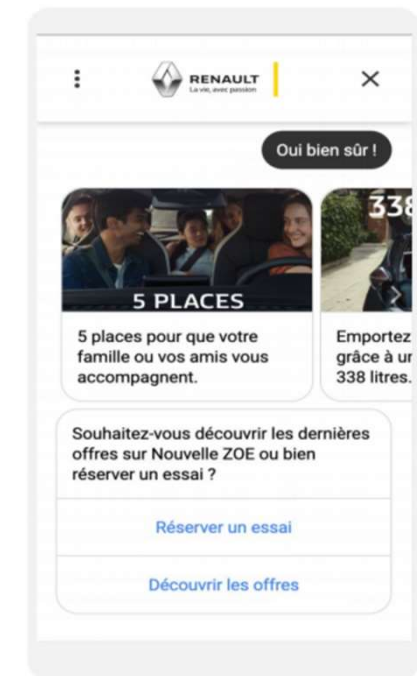 RENAULT
La vie, avec passion
Oui bien sûr !
5 PLACES
338
5 places pour que votre
famille ou vos amis vous
accompagnent.
Emportez
grâce à un
338 litres.
Souhaitez-vous découvrir les dernières
offres sur Nouvelle ZOE ou bien
réserver un essai ?
Réserver un essai
Découvrir les offres